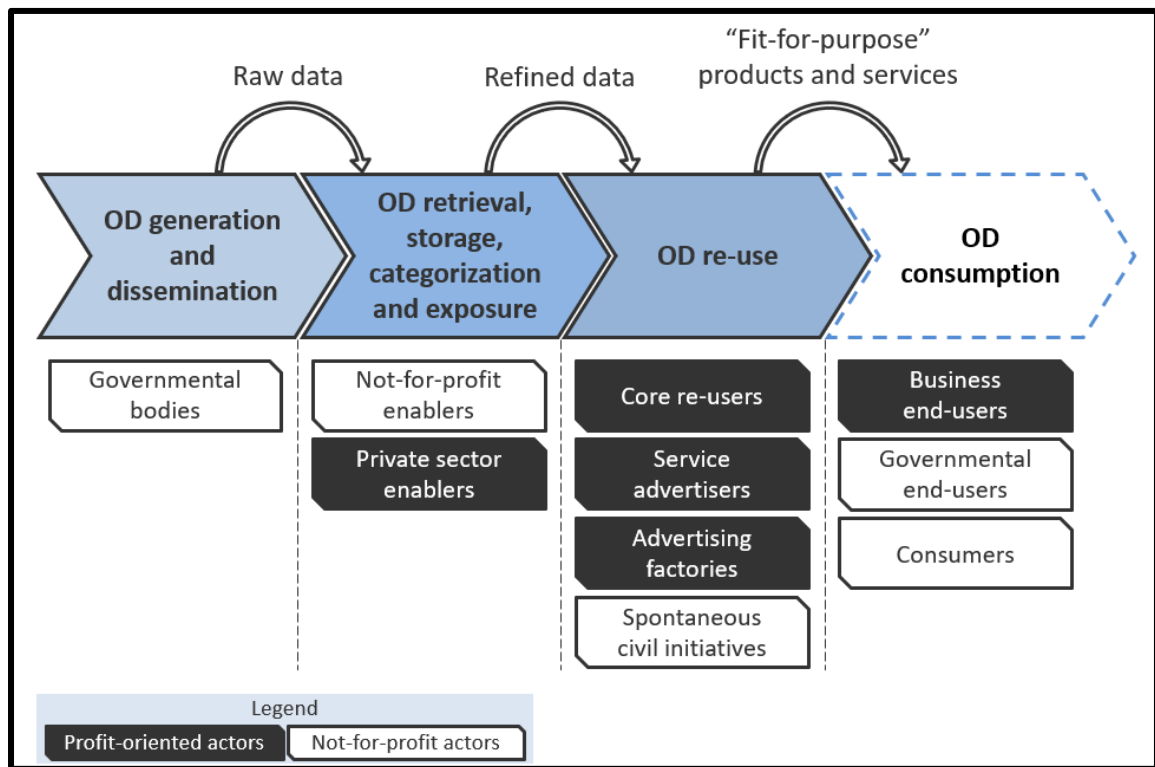 Raw data
Refined data
“Fit-for-purpose”
products and services
OD generation
and
dissemination
OD retrieval,
storage,
categorization
and exposure
OD re-use
OD
consumption
Governmental
bodies
Not-for-profit
enablers
Private sector
enablers
Core re-users
Service
advertisers
Advertising
factories
Spontaneous
civil initiatives
Business
end-users
Governmental
end-users
Consumers
Legend
Profit-oriented actors
Not-for-profit actors